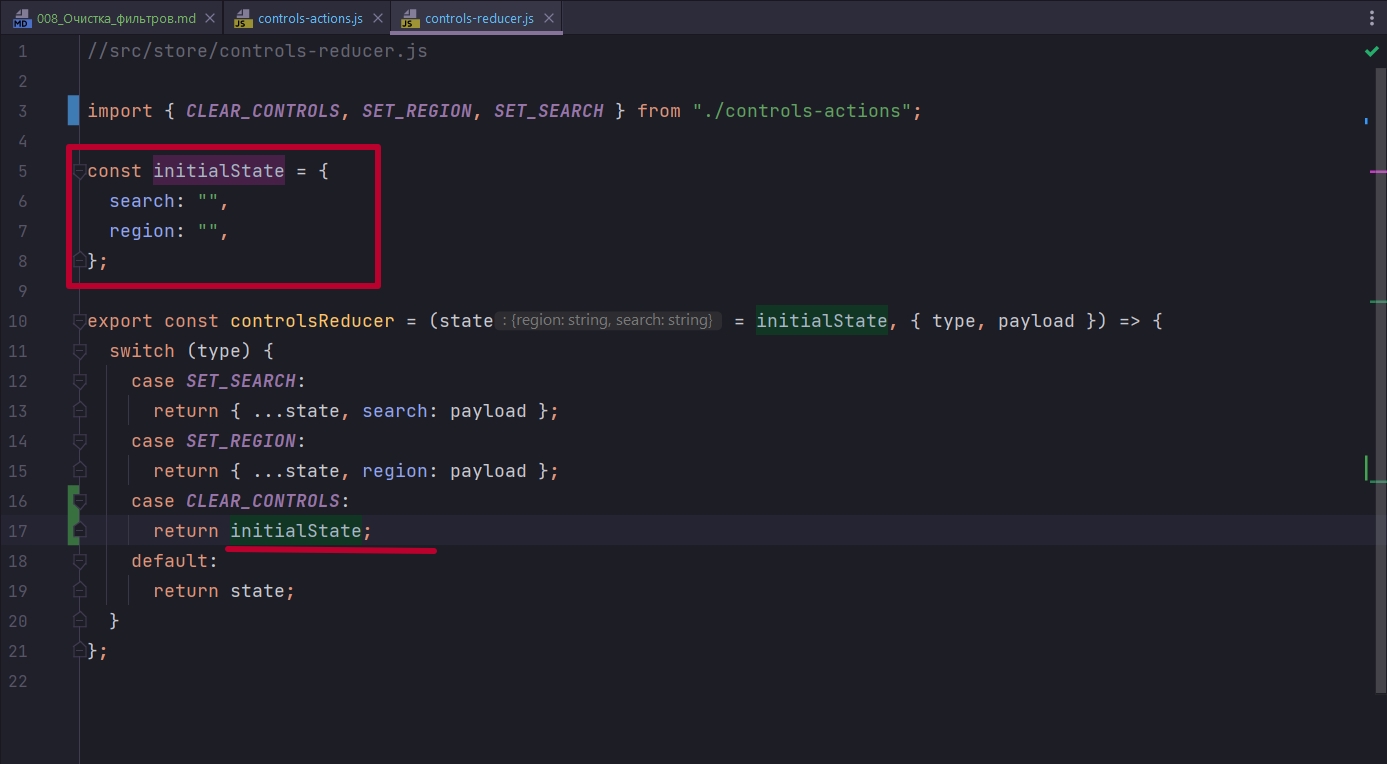 MD 008_Очистка_фильтров.md JS controls-actions.js JS controls-reducer.js
1 //src/store/controls-reducer.js
2
3 import { CLEAR_CONTROLS, SET_REGION, SET_SEARCH } from "./controls-actions";
4
5 const initialState = {
6 search: "",
7 region: "",
8 };
9
10 export const controlsReducer = (state : {region: string, search: string} = initialState, { type, payload }) => {
11 switch (type) {
12 case SET_SEARCH:
13 return { ...state, search: payload };
14 case SET_REGION:
15 return { ...state, region: payload };
16 case CLEAR_CONTROLS:
17 return initialState;
18 default:
19 return state;
20 }
21 };
22